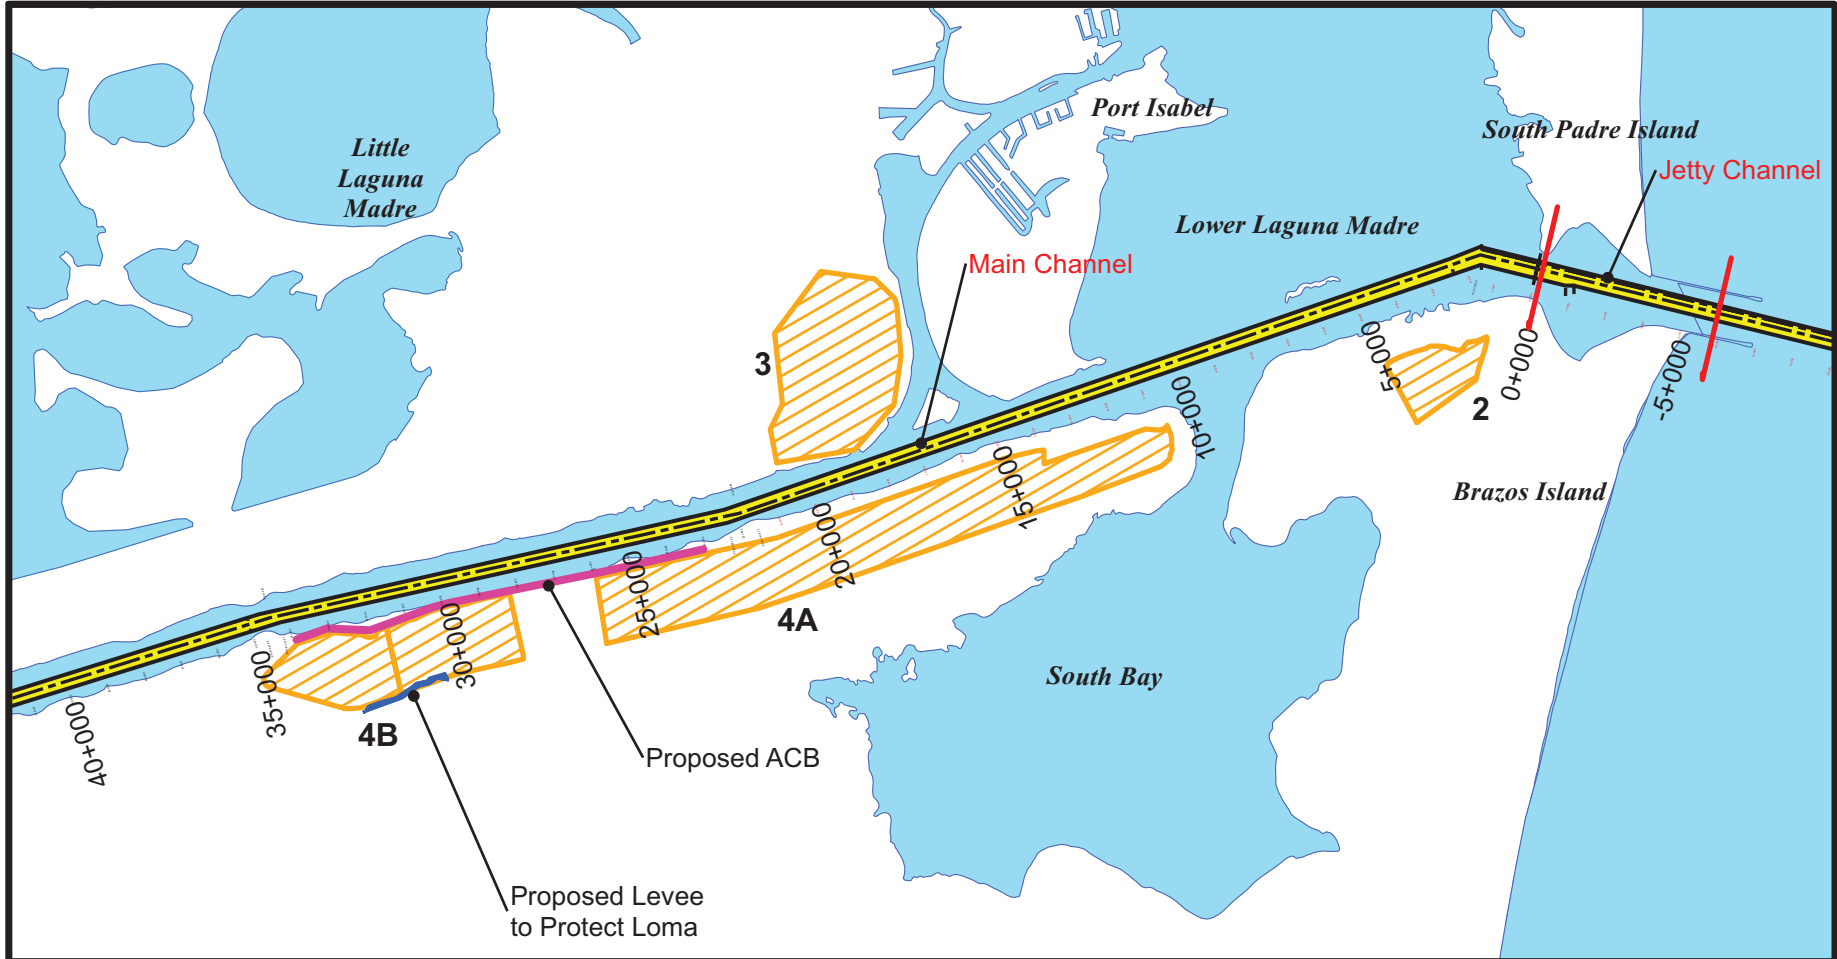 Port Isabel
South Padre Island
Little
Laguna
Madre
Jetty Channel
Lower Laguna Madre
Main Channel
3
5+000
0+000
-5+000
2
10+000
15+000
Brazos Island
20+000
25+000
4A
30+000
35+000
South Bay
4B
40+000
Proposed ACB
Proposed Levee
to Protect Loma